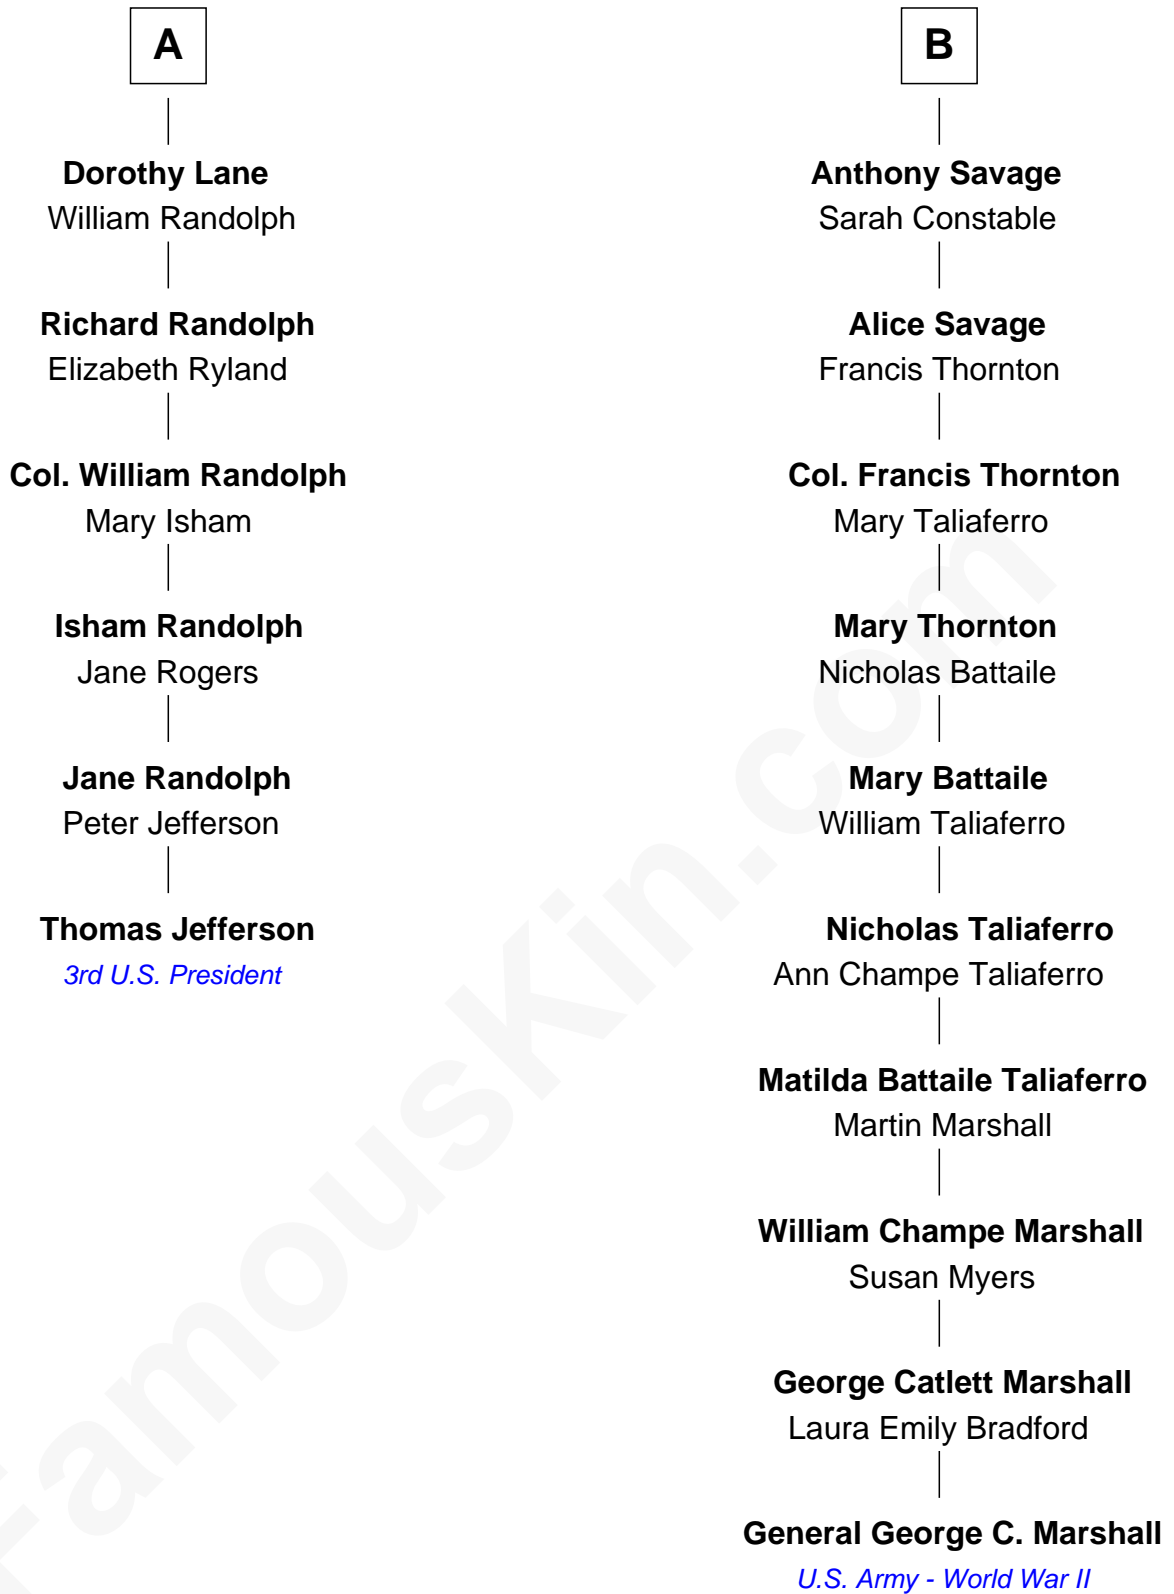 A
Dorothy Lane
William Randolph
Richard Randolph
Elizabeth Ryland
Col. William Randolph
Mary Isham
Isham Randolph
Jane Rogers
Jane Randolph
Peter Jefferson
Thomas Jefferson
3rd U.S. President
B
Anthony Savage
Sarah Constable
Alice Savage
Francis Thornton
Col. Francis Thornton
Mary Taliaferro
Mary Thornton
Nicholas Battaile
Mary Battaile
William Taliaferro
Nicholas Taliaferro
Ann Champe Taliaferro
Matilda Battaile Taliaferro
Martin Marshall
William Champe Marshall
Susan Myers
George Catlett Marshall
Laura Emily Bradford
General George C. Marshall
U.S. Army - World War II
FamousKin.com